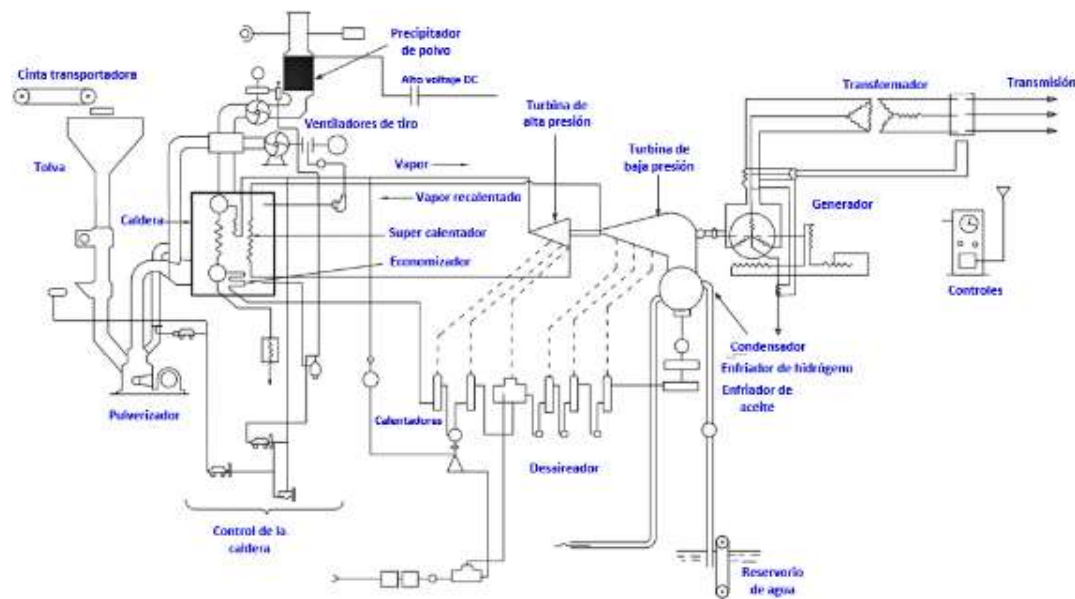 Precipitador
de polvo
Cinta transportadora
Alto voltaje DC
Transformador
Transmisión
Turbina de
alta presión
Ventiladores de tiro
Turbina de
baja presión
Tolva
Vapor
Vapor recalentado
Generador
Caldera
Super calentador
Economizador
Controles
Condensador
Enfriador de hidrógeno
Enfriador de
aceite
Pulverizador
Calentadores
Desaireador
Control de la
caldera
Reservorio
de agua